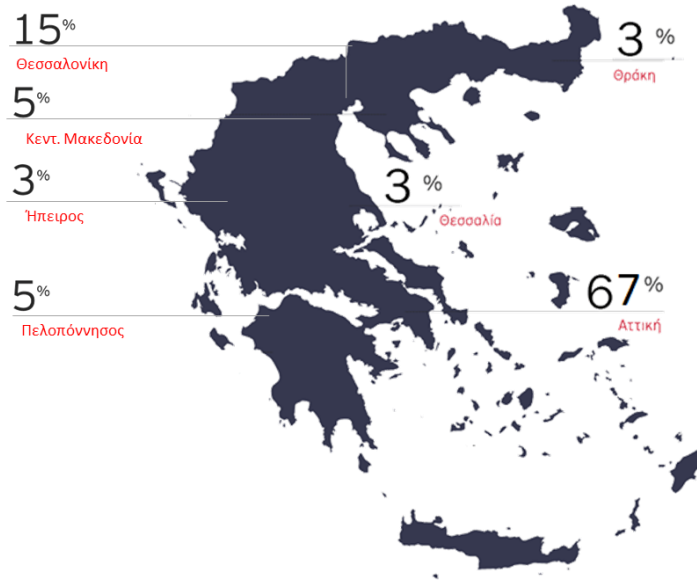 15%
Θεσσαλονίκη
3%
Θράκη
5%
Κεντ. Μακεδονία
3%
Ήπειρος
3%
Θεσσαλία
5%
Πελοπόννησος
67%
Αττική